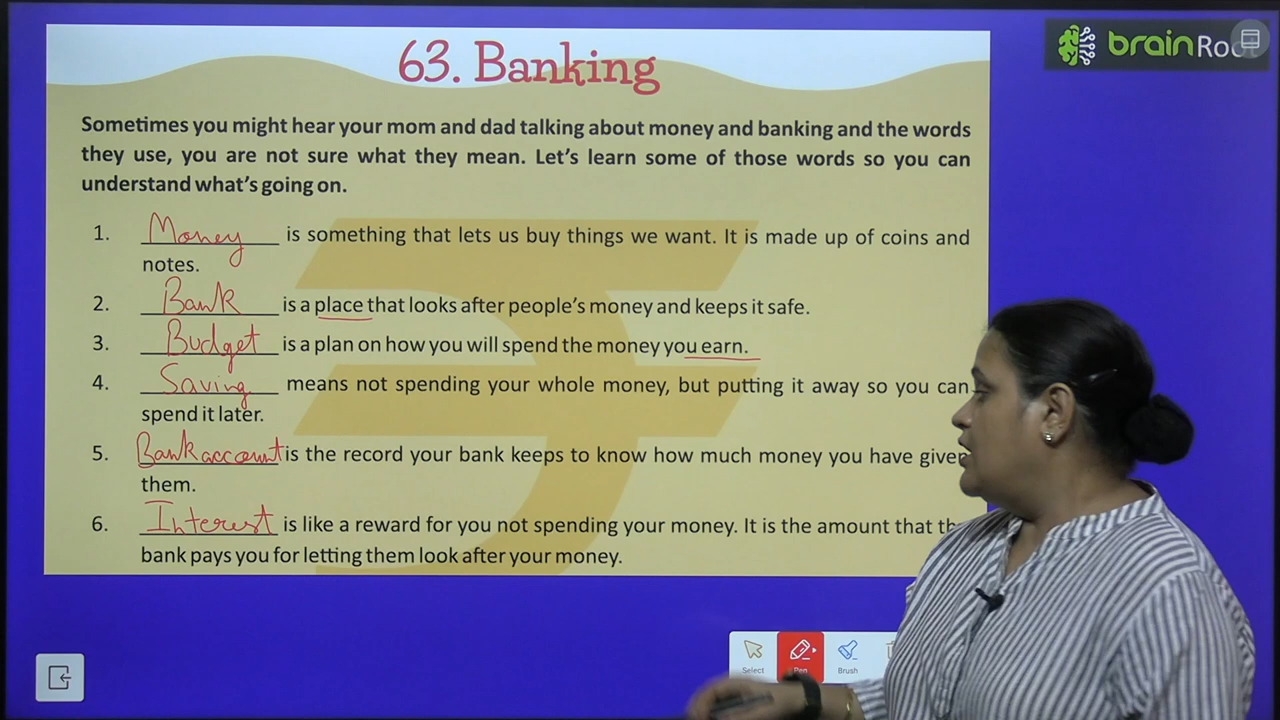 brainRoot
63. Banking
Sometimes you might hear your mom and dad talking about money and banking and the words
they use, you are not sure what they mean. Let's learn some of those words so you can
understand what's going on.
1. Money is something that lets us buy things we want. It is made up of coins and
notes.
2. Bank is a place that looks after people's money and keeps it safe.
3. Budget is a plan on how you will spend the money you earn.
4. Saving means not spending your whole money, but putting it away so you can
spend it later.
5. Bank account is the record your bank keeps to know how much money you have given
them.
6. Interest is like a reward for you not spending your money. It is the amount that the
bank pays you for letting them look after your money.
Select Pen Brush